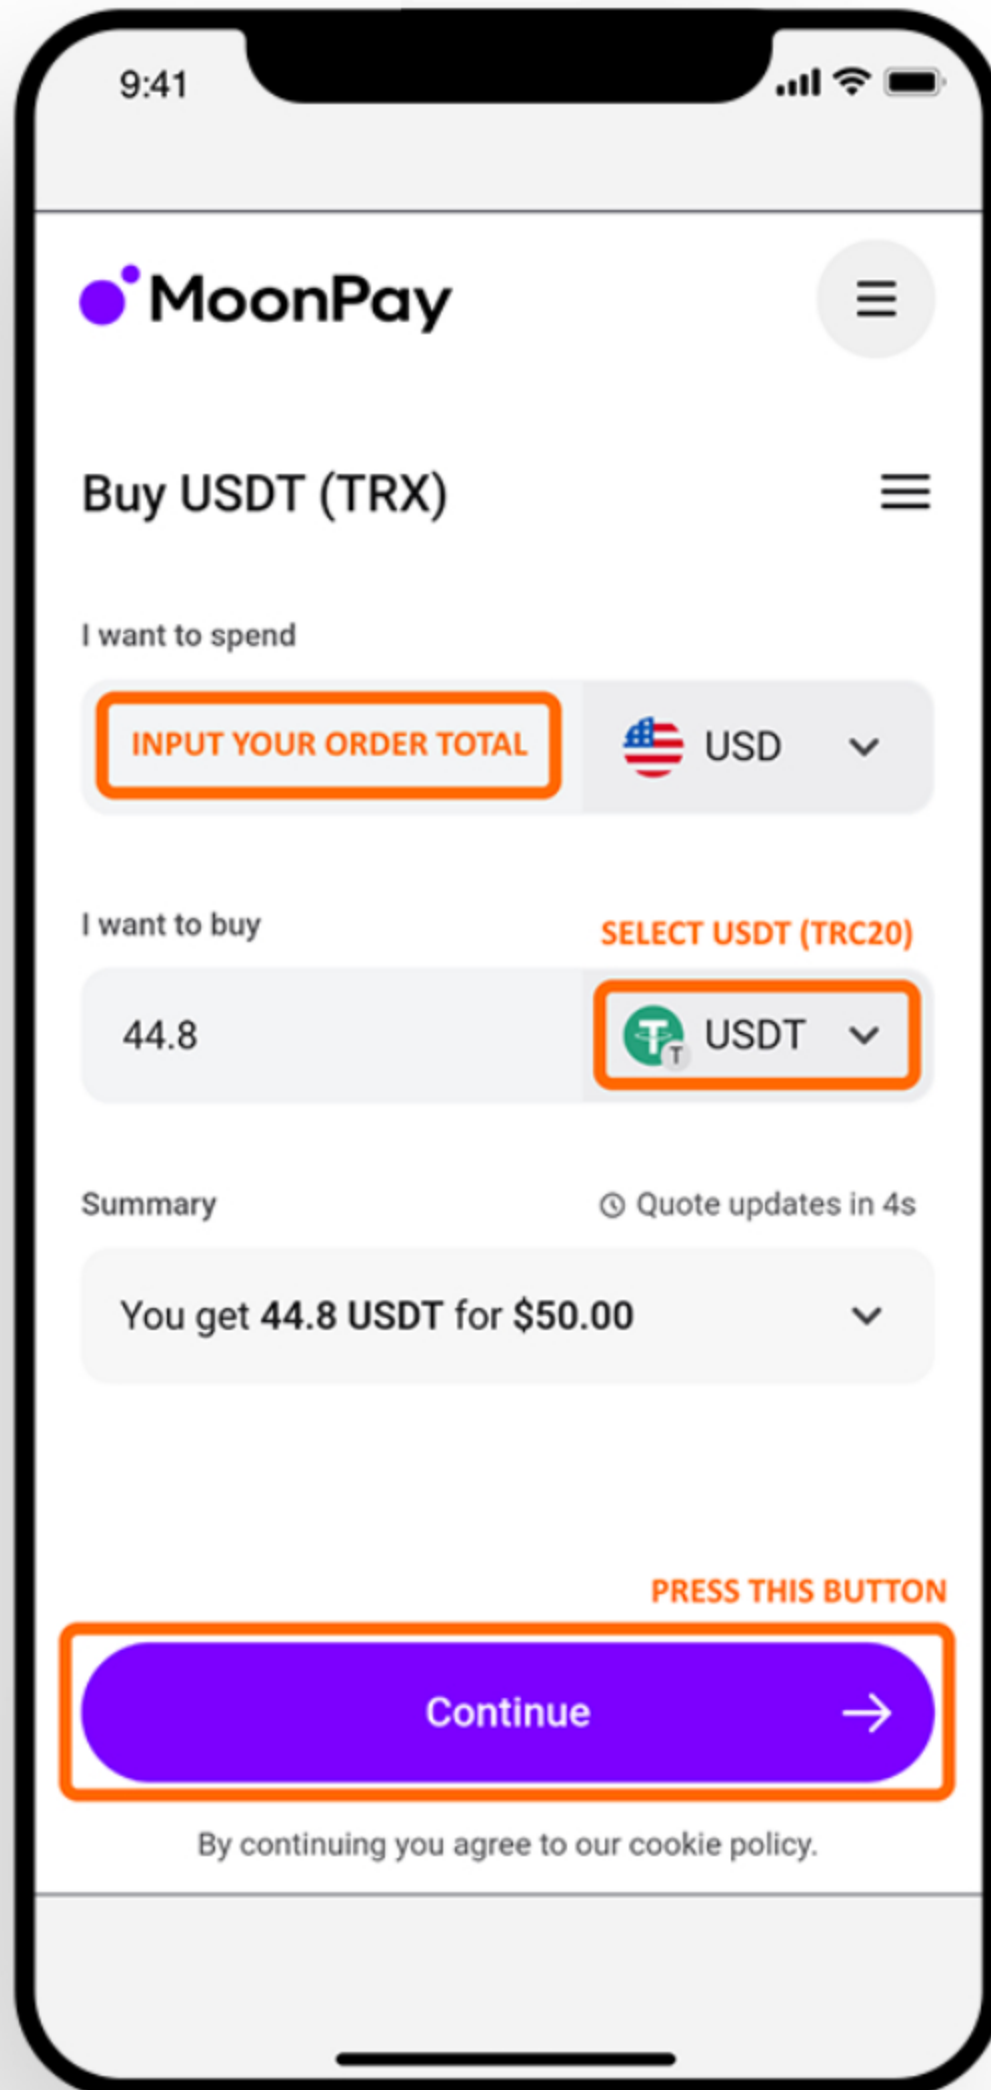 9:41
MoonPay
Buy USDT (TRX)
I want to spend
INPUT YOUR ORDER TOTAL
USD
I want to buy
SELECT USDT (TRC20)
44.8
T USDT
Summary
Quote updates in 4s
You get 44.8 USDT for $50.00
PRESS THIS BUTTON
Continue
By continuing you agree to our cookie policy.